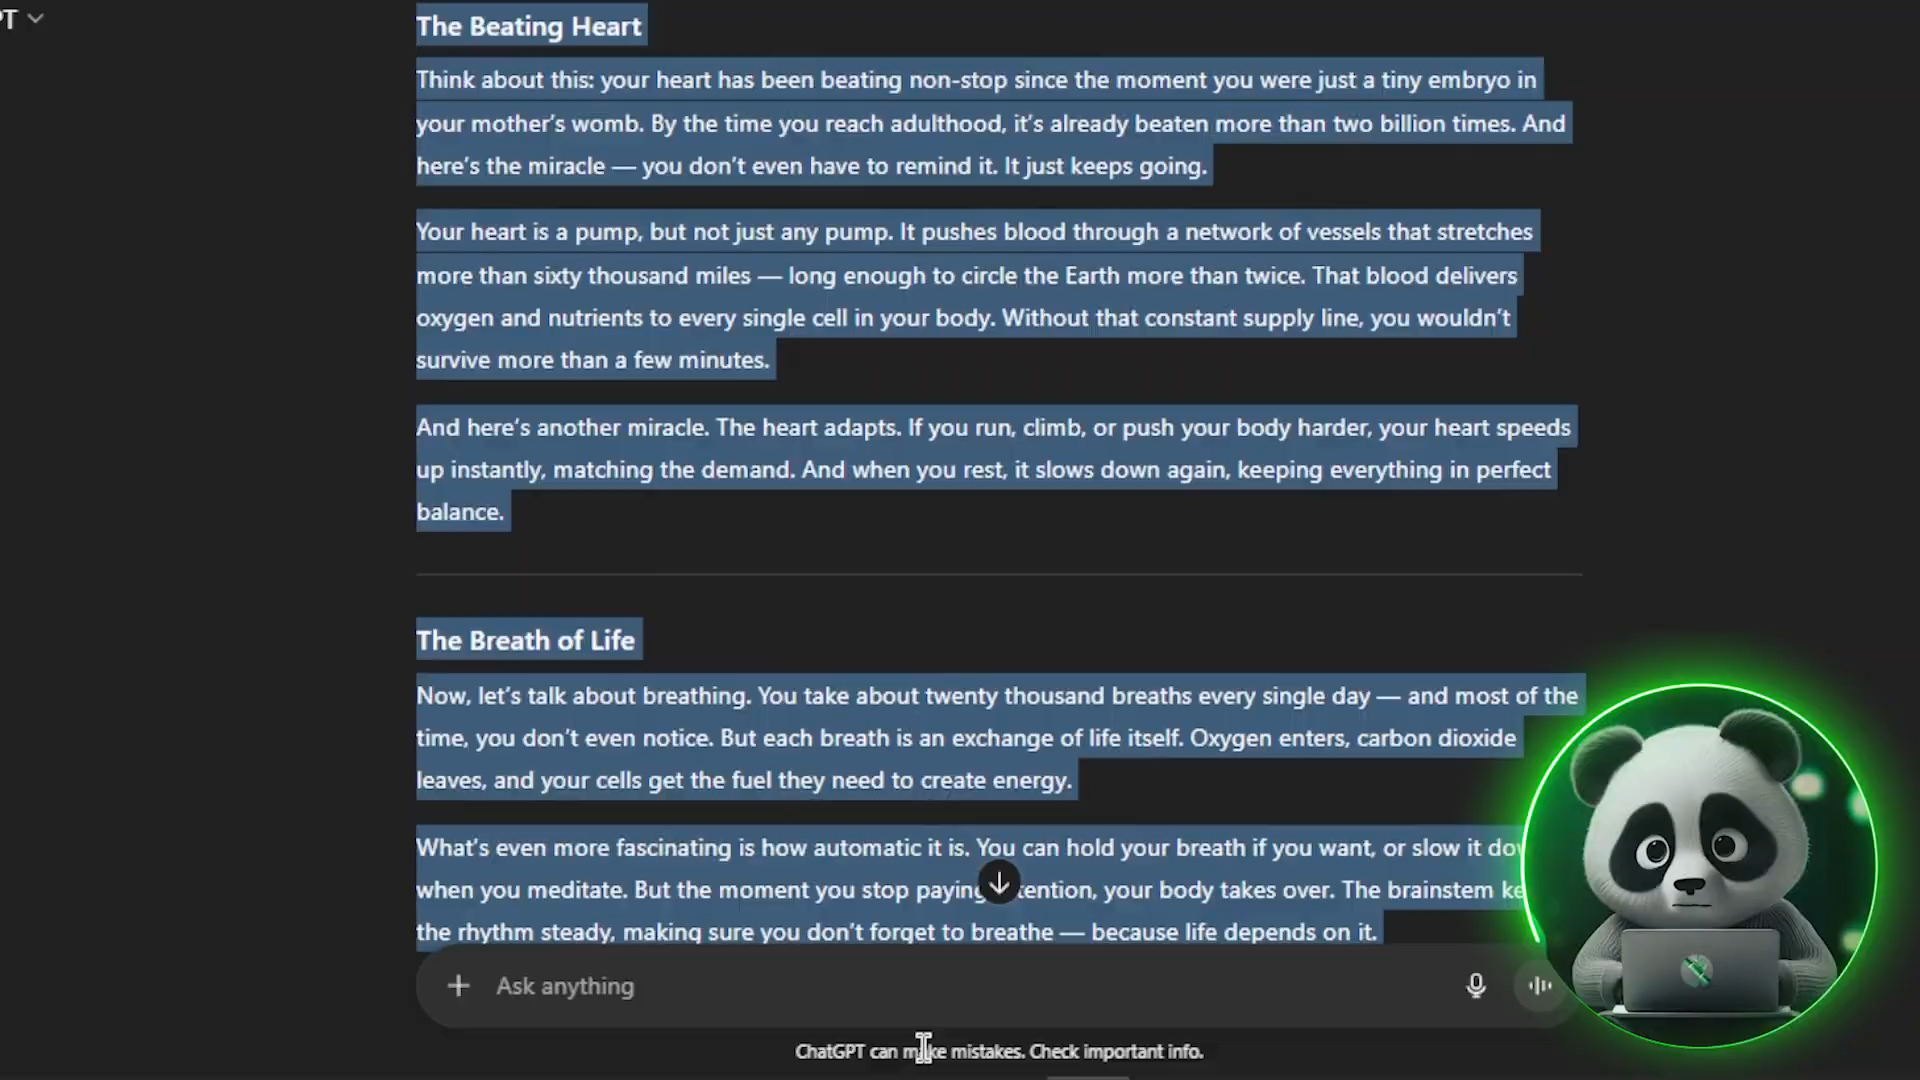 PT
The Beating Heart
Think about this: your heart has been beating non-stop since the moment you were just a tiny embryo in
your mother’s womb. By the time you reach adulthood, it’s already beaten more than two billion times. And
here’s the miracle — you don’t even have to remind it. It just keeps going.
Your heart is a pump, but not just any pump. It pushes blood through a network of vessels that stretches
more than sixty thousand miles — long enough to circle the Earth more than twice. That blood delivers
oxygen and nutrients to every single cell in your body. Without that constant supply line, you wouldn’t
survive more than a few minutes.
And here’s another miracle. The heart adapts. If you run, climb, or push your body harder, your heart speeds
up instantly, matching the demand. And when you rest, it slows down again, keeping everything in perfect
balance.
The Breath of Life
Now, let’s talk about breathing. You take about twenty thousand breaths every single day — and most of the
time, you don’t even notice. But each breath is an exchange of life itself. Oxygen enters, carbon dioxide
leaves, and your cells get the fuel they need to create energy.
What’s even more fascinating is how automatic it is. You can hold your breath if you want, or slow it
when you meditate. But the moment you stop paying your body takes over. The brainstem
the rhythm steady, making sure you don’t forget to breathe — because life depends on it.
Ask anything
ChatGPT can make mistakes. Check important info.